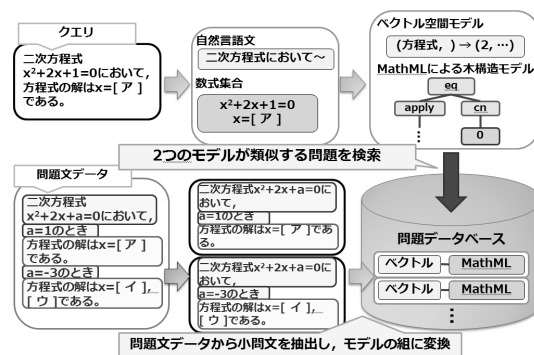 クエリ
二次方程式
x²+2x+1=0において,
方程式の解はx=[ ア ]
である。
自然言語文
二次方程式において～
数式集合
x²+2x+1=0
x=[ ア ]
ベクトル空間モデル
(方程式, ) → (2, …)
MathMLによる木構造モデル
eq
apply
cn
⋮
0
2つのモデルが類似する問題を検索
問題文データ
二次方程式
x²+2x+a=0において,
a=1のとき
方程式の解はx=[ ア ]
である。
a=-3のとき
方程式の解はx=[ イ ],
[ ウ ]である。
二次方程式x²+2x+a=0に
おいて,
a=1のとき
方程式の解はx=[ ア ]であ
る。
二次方程式x²+2x+a=0に
おいて,
a=-3のとき
方程式の解はx=[ イ ],
[ ウ ]である。
問題データベース
ベクトル
MathML
ベクトル
MathML
⋮
問題文データから小問文を抽出し, モデルの組に変換